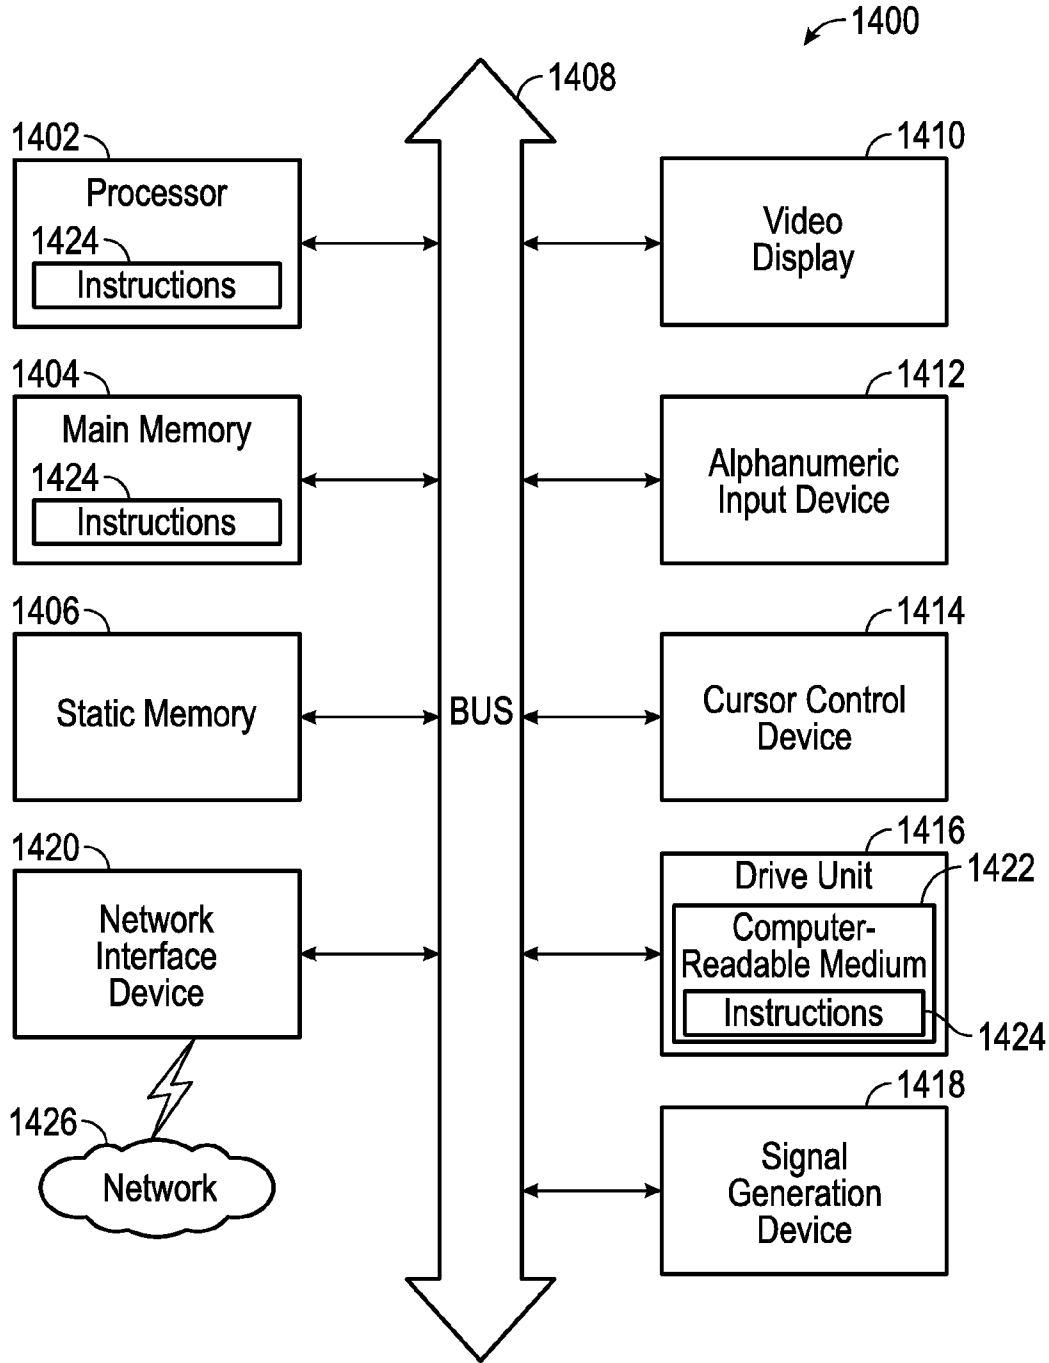 1400
1408
1402
Processor
1424
Instructions
1404
Main Memory
1424
Instructions
1406
Static Memory
1420
Network
Interface
Device
1426
Network
BUS
1410
Video
Display
1412
Alphanumeric
Input Device
1414
Cursor Control
Device
1416
Drive Unit
1422
Computer-
Readable Medium
Instructions
1424
1418
Signal
Generation
Device